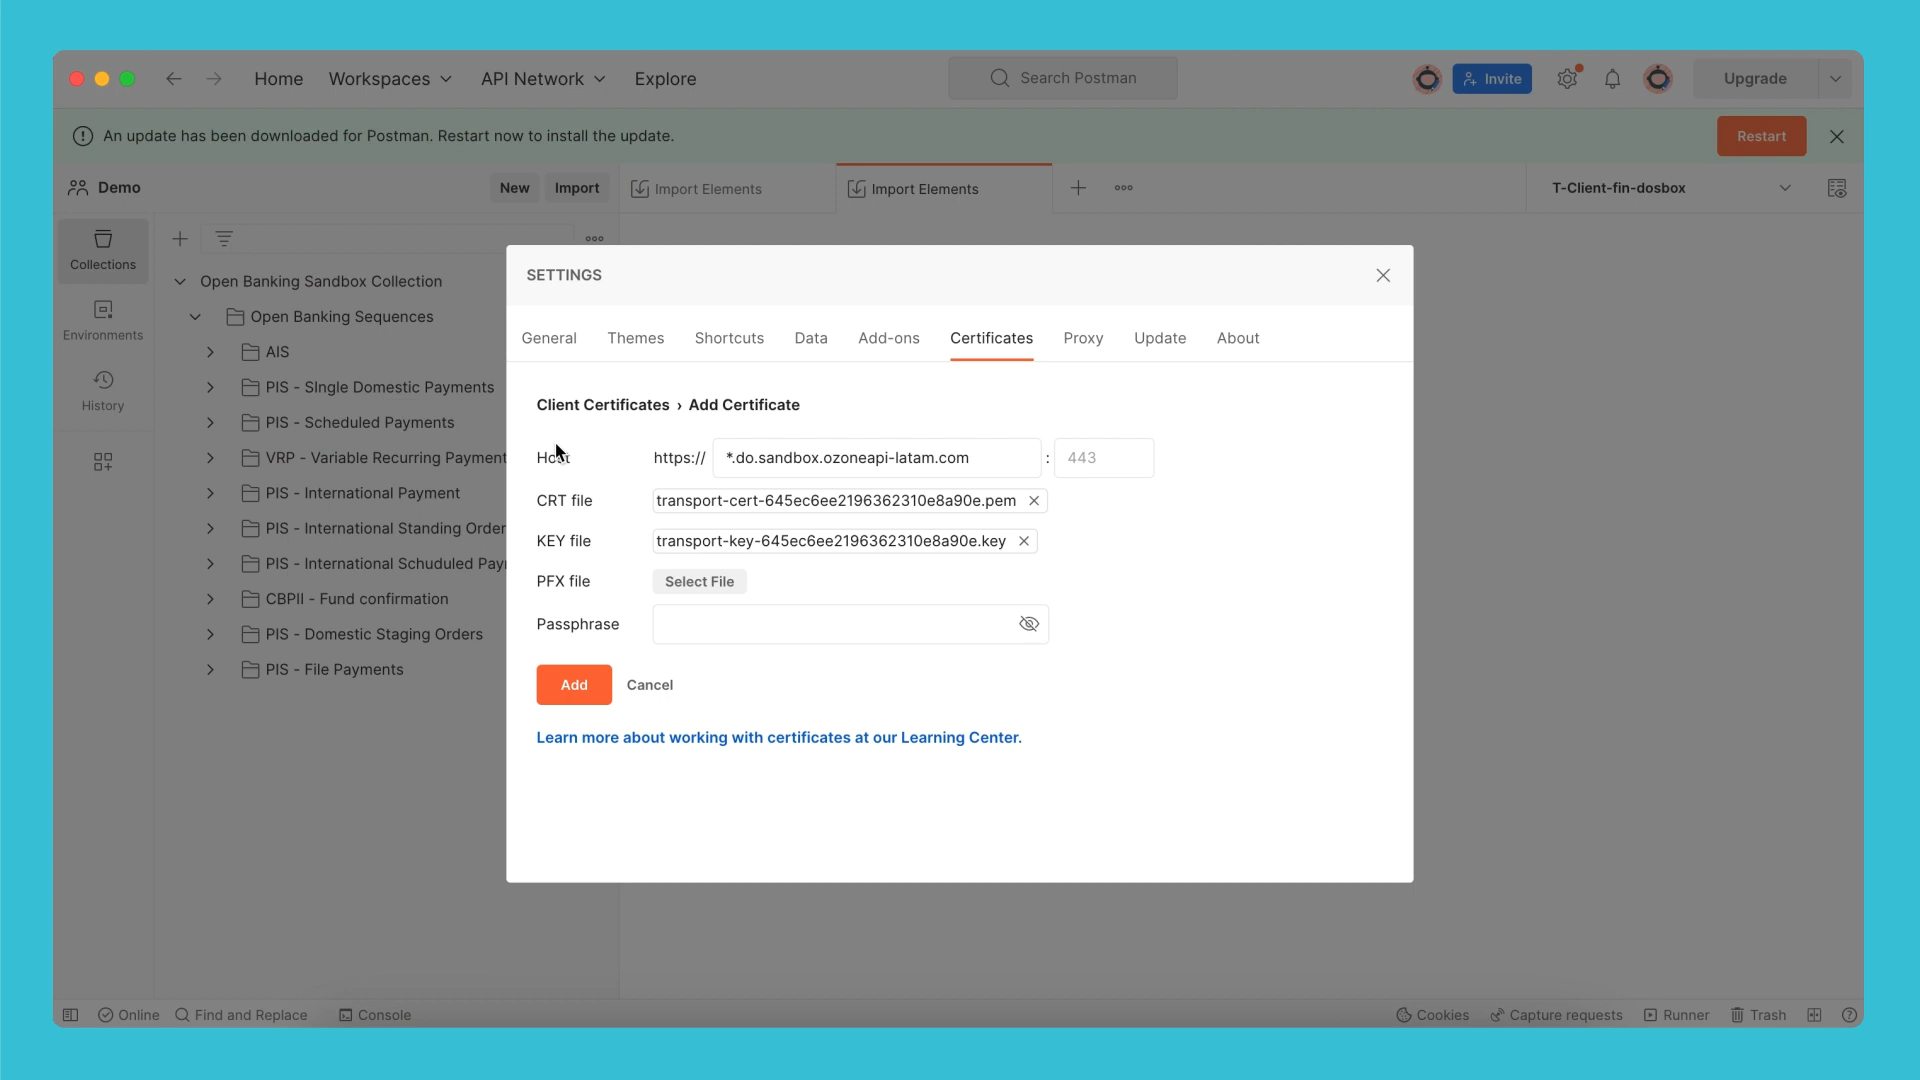 Home Workspaces API Network Explore Search Postman Invite Upgrade
An update has been downloaded for Postman. Restart now to install the update. Restart
Demo New Import Import Elements Import Elements T-Client-fin-dosbox
Collections
Environments
History
Open Banking Sandbox Collection
Open Banking Sequences
AIS
PIS - SIngle Domestic Payments
PIS - Scheduled Payments
VRP - Variable Recurring Payment
PIS - International Payment
PIS - International Standing Order
PIS - International Schuduled Pay
CBPII - Fund confirmation
PIS - Domestic Staging Orders
PIS - File Payments
SETTINGS
General Themes Shortcuts Data Add-ons Certificates Proxy Update About
Client Certificates › Add Certificate
Host https:// *.do.sandbox.ozoneapi-latam.com : 443
CRT file transport-cert-645ec6ee2196362310e8a90e.pem
KEY file transport-key-645ec6ee2196362310e8a90e.key
PFX file Select File
Passphrase
Add Cancel
Learn more about working with certificates at our Learning Center.
Online Find and Replace Console Cookies Capture requests Runner Trash